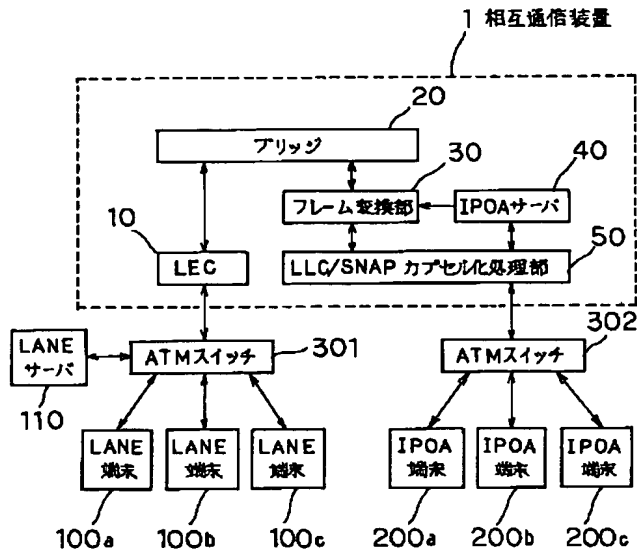 1 相互通信装置
20
ブリッジ
30
40
フレーム変換部
IPOAサーバ
10
50
LEC
LLC/SNAP カプセル化処理部
LANE
サーバ
110
ATMスイッチ
301
ATMスイッチ
302
LANE
端末
LANE
端末
LANE
端末
IPOA
端末
IPOA
端末
IPOA
端末
100a
100b
100c
200a
200b
200c